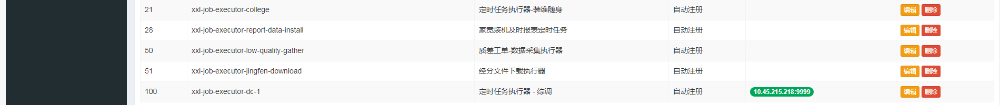 21 xxl-job-executor-college 定时任务执行器-装维随身 自动注册 编辑 删除
28 xxl-job-executor-report-data-install 家宽装机及时报表定时任务 自动注册 编辑 删除
50 xxl-job-executor-low-quality-gather 质差工单-数据采集执行器 自动注册 编辑 删除
51 xxl-job-executor-jingfen-download 经分文件下载执行器 自动注册 编辑 删除
100 xxl-job-executor-dc-1 定时任务执行器 - 综调 自动注册 10.45.215.218:9999 编辑 删除